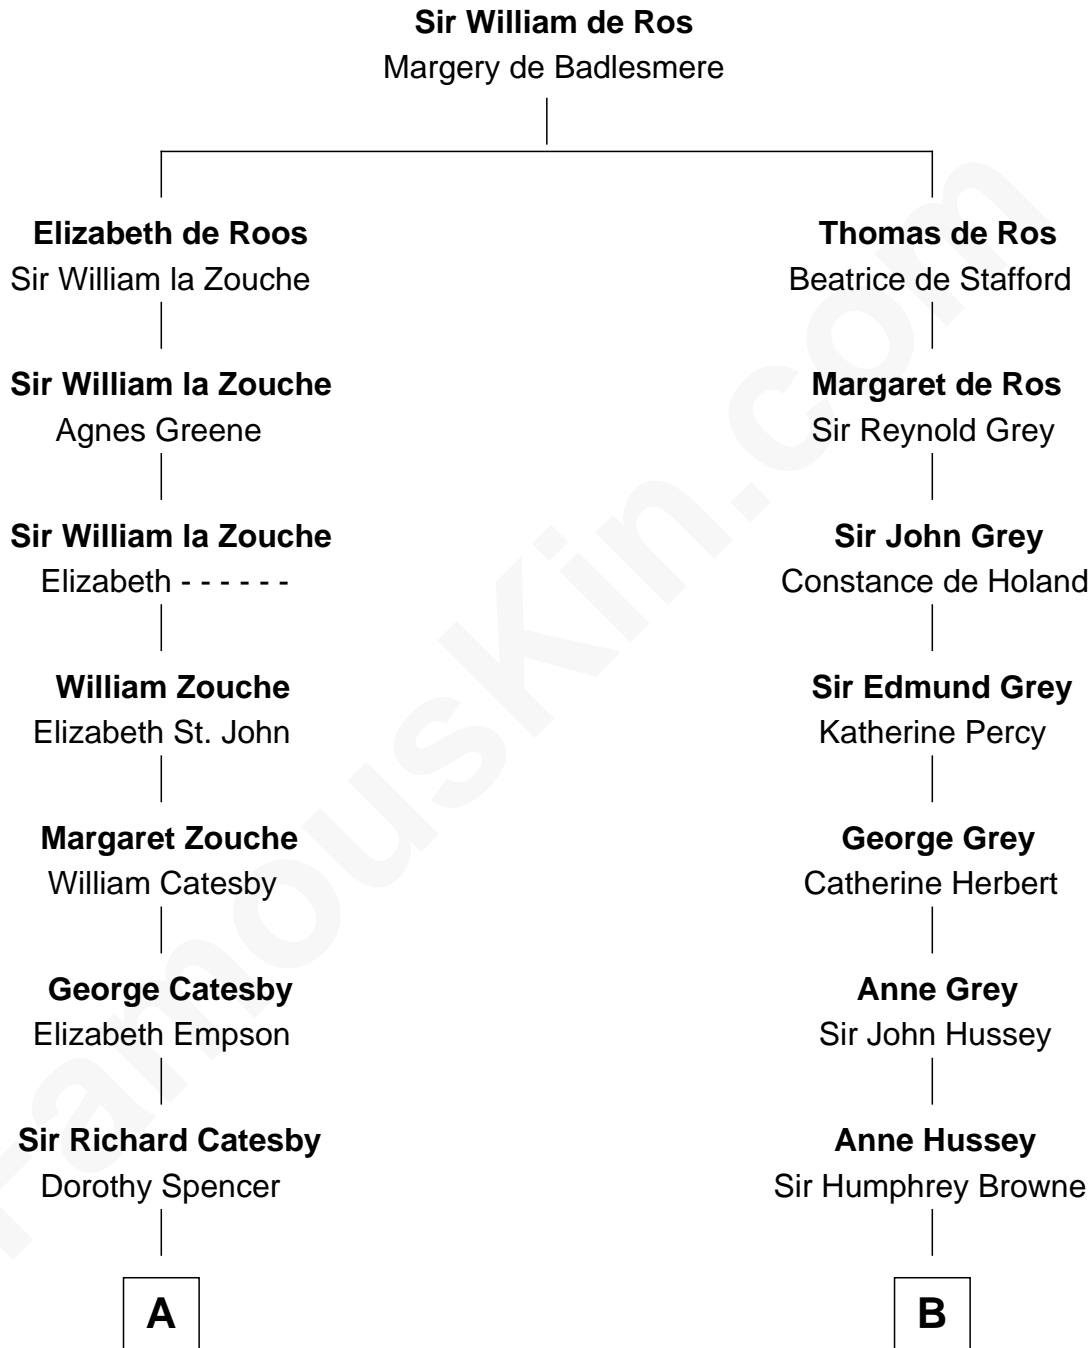 Sir William de Ros
Margery de Badlesmere
Elizabeth de Roos
Sir William la Zouche
Thomas de Ros
Beatrice de Stafford
Sir William la Zouche
Agnes Greene
Margaret de Ros
Sir Reynold Grey
Sir William la Zouche
Elizabeth - - - - - -
Sir John Grey
Constance de Holand
William Zouche
Elizabeth St. John
Sir Edmund Grey
Katherine Percy
Margaret Zouche
William Catesby
George Grey
Catherine Herbert
George Catesby
Elizabeth Empson
Anne Grey
Sir John Hussey
Sir Richard Catesby
Dorothy Spencer
Anne Hussey
Sir Humphrey Browne
A
B
FamousKin.com